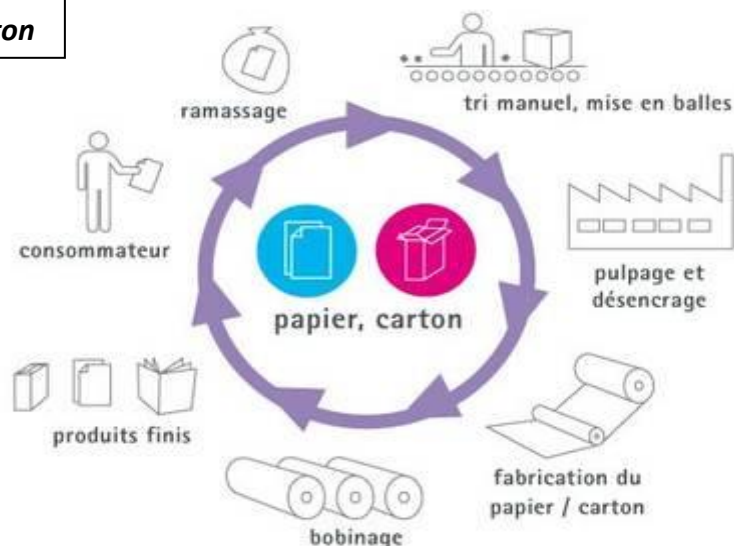 ramassage
tri manuel, mise en balles
consommateur
pulpage et
désencrage
papier, carton
produits finis
fabrication du
papier / carton
bobinage